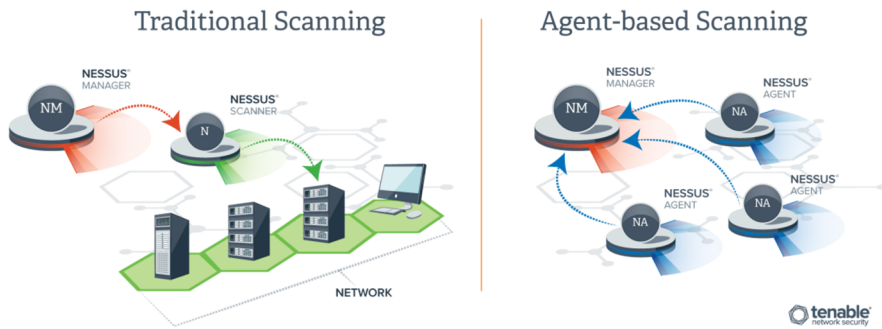 Traditional Scanning
NESSUS®
MANAGER
NM
NESSUS®
SCANNER
N
NETWORK
Agent-based Scanning
NESSUS®
MANAGER
NM
NESSUS®
AGENT
NA
NESSUS®
AGENT
NA
NESSUS®
AGENT
NA
tenable
network security